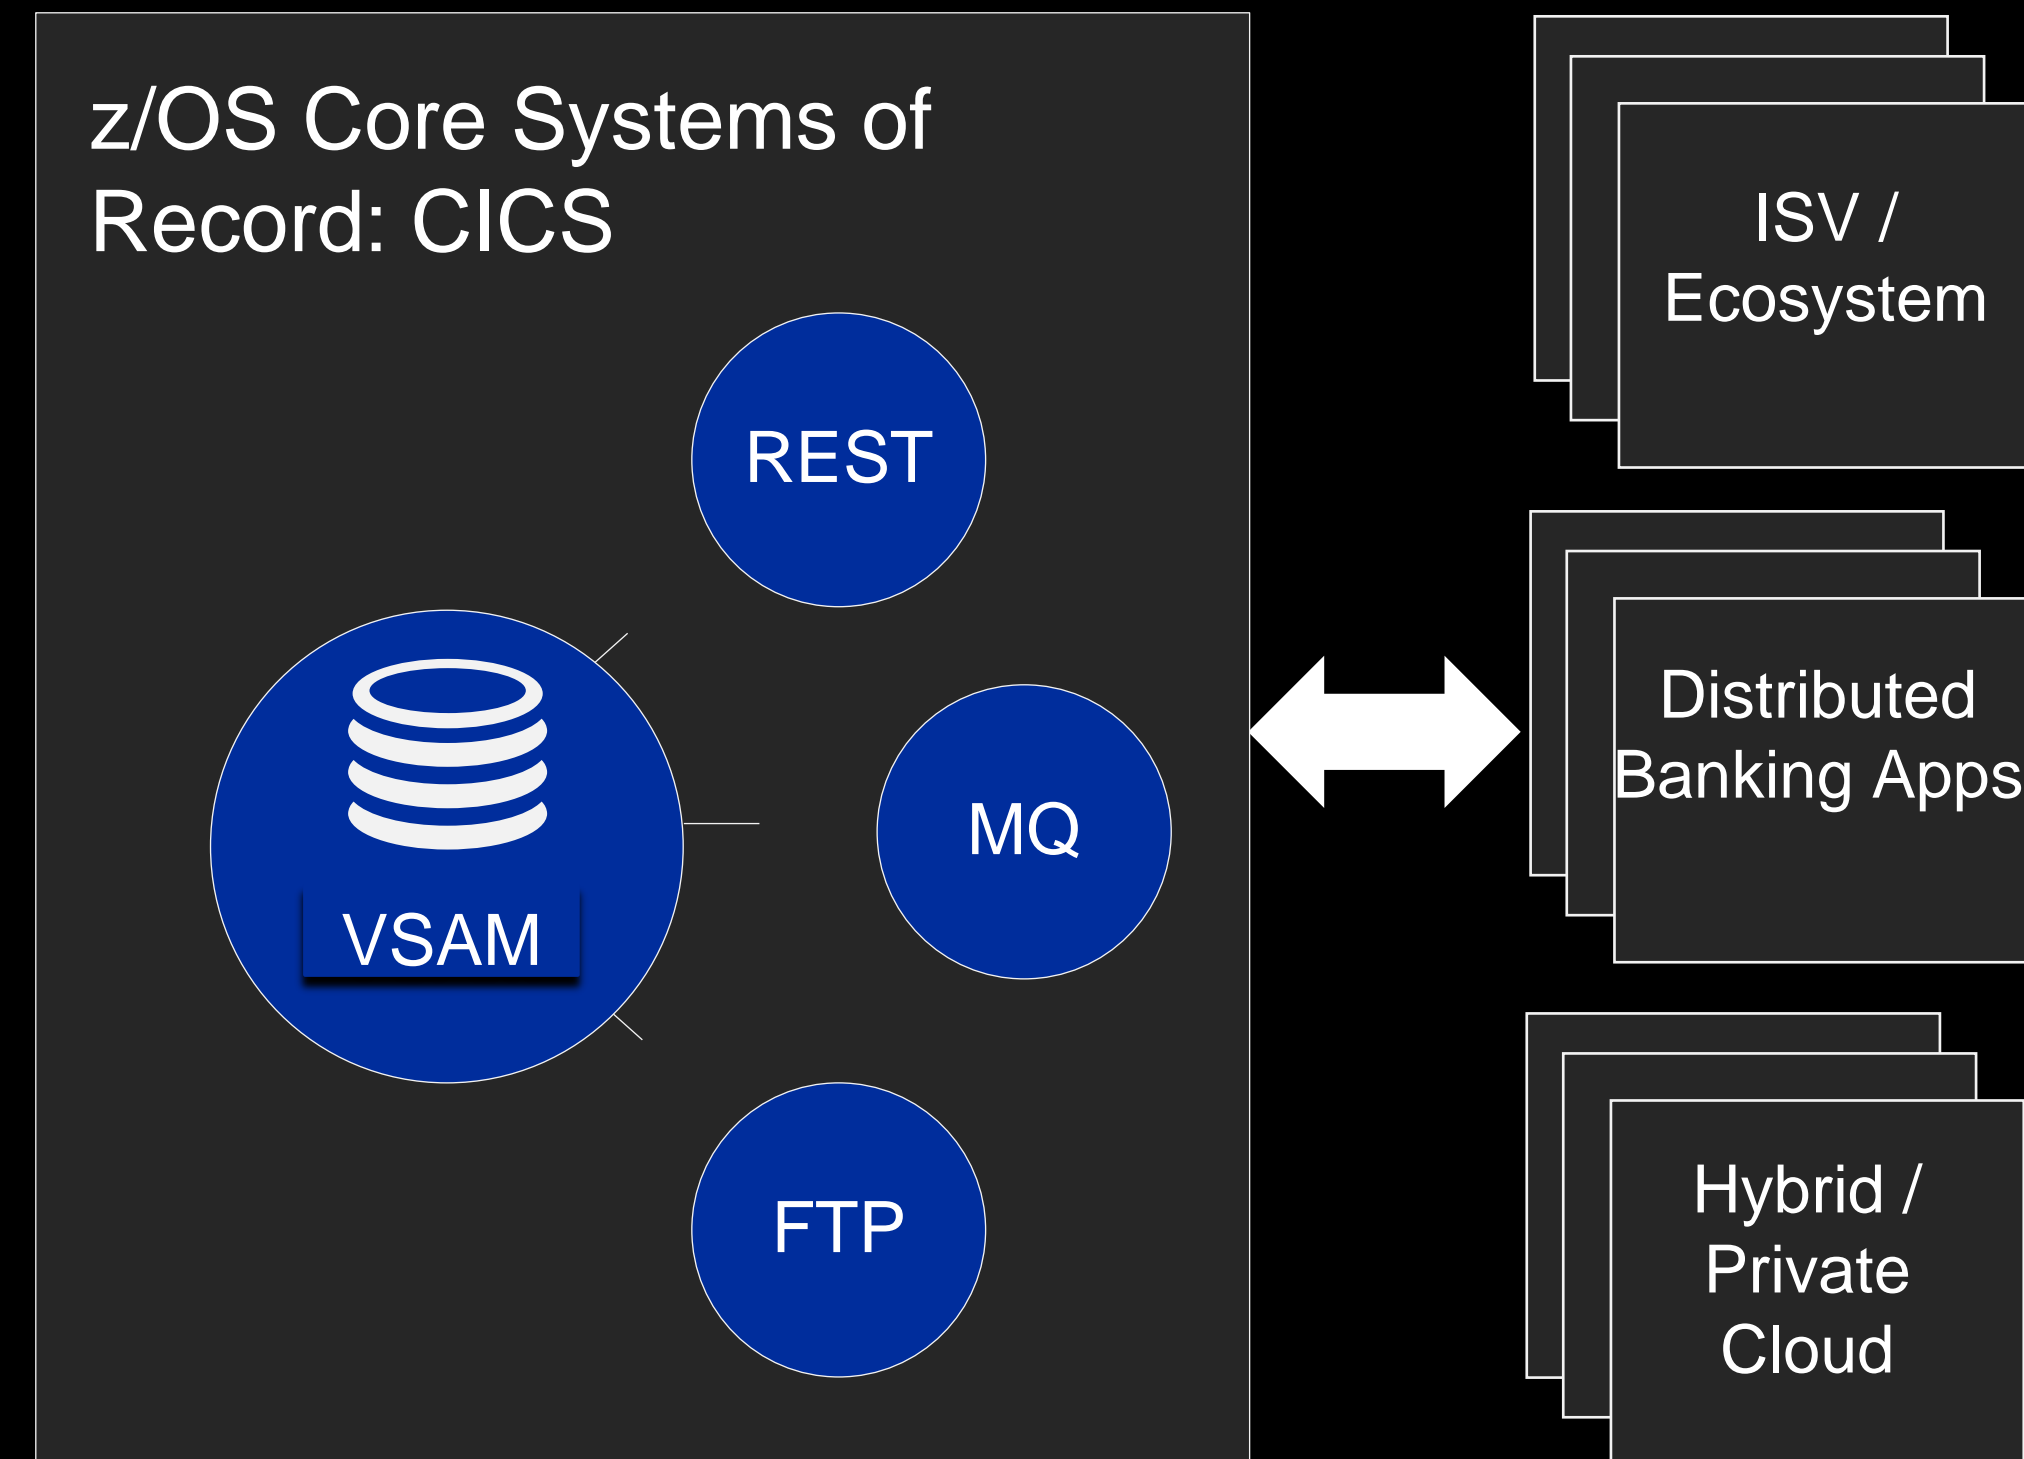 z/OS Core Systems of
Record: CICS
REST
VSAM
MQ
FTP
ISV /
Ecosystem
Distributed
Banking Apps
Hybrid /
Private
Cloud